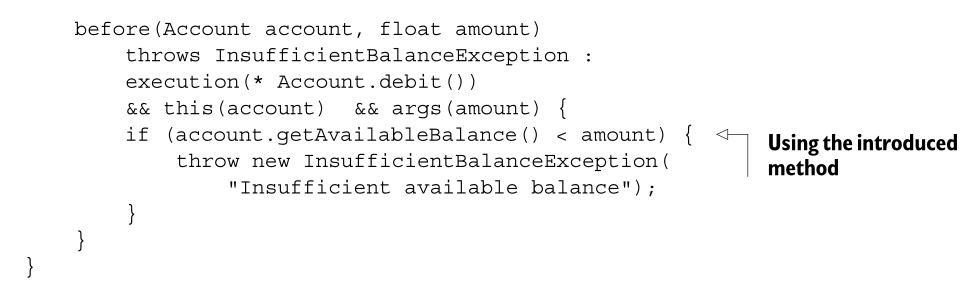 before(Account account, float amount)
throws InsufficientBalanceException :
execution(* Account.debit())
&& this(account)  && args(amount) {
if (account.getAvailableBalance() < amount) {
throw new InsufficientBalanceException(
"Insufficient available balance");
}
}
}
Using the introduced
method